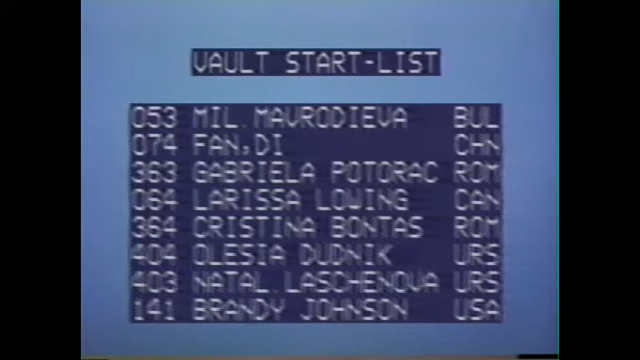 VAULT START-LIST
053 MIL.MAVRODIEVA BUL
074 FAN,DI CHN
363 GABRIELA POTORAC ROM
064 LARISSA LOWING CAN
364 CRISTINA BONTAS ROM
404 OLESIA DUDNIK URS
403 NATAL.LASCHENOVA URS
141 BRANDY JOHNSON USA